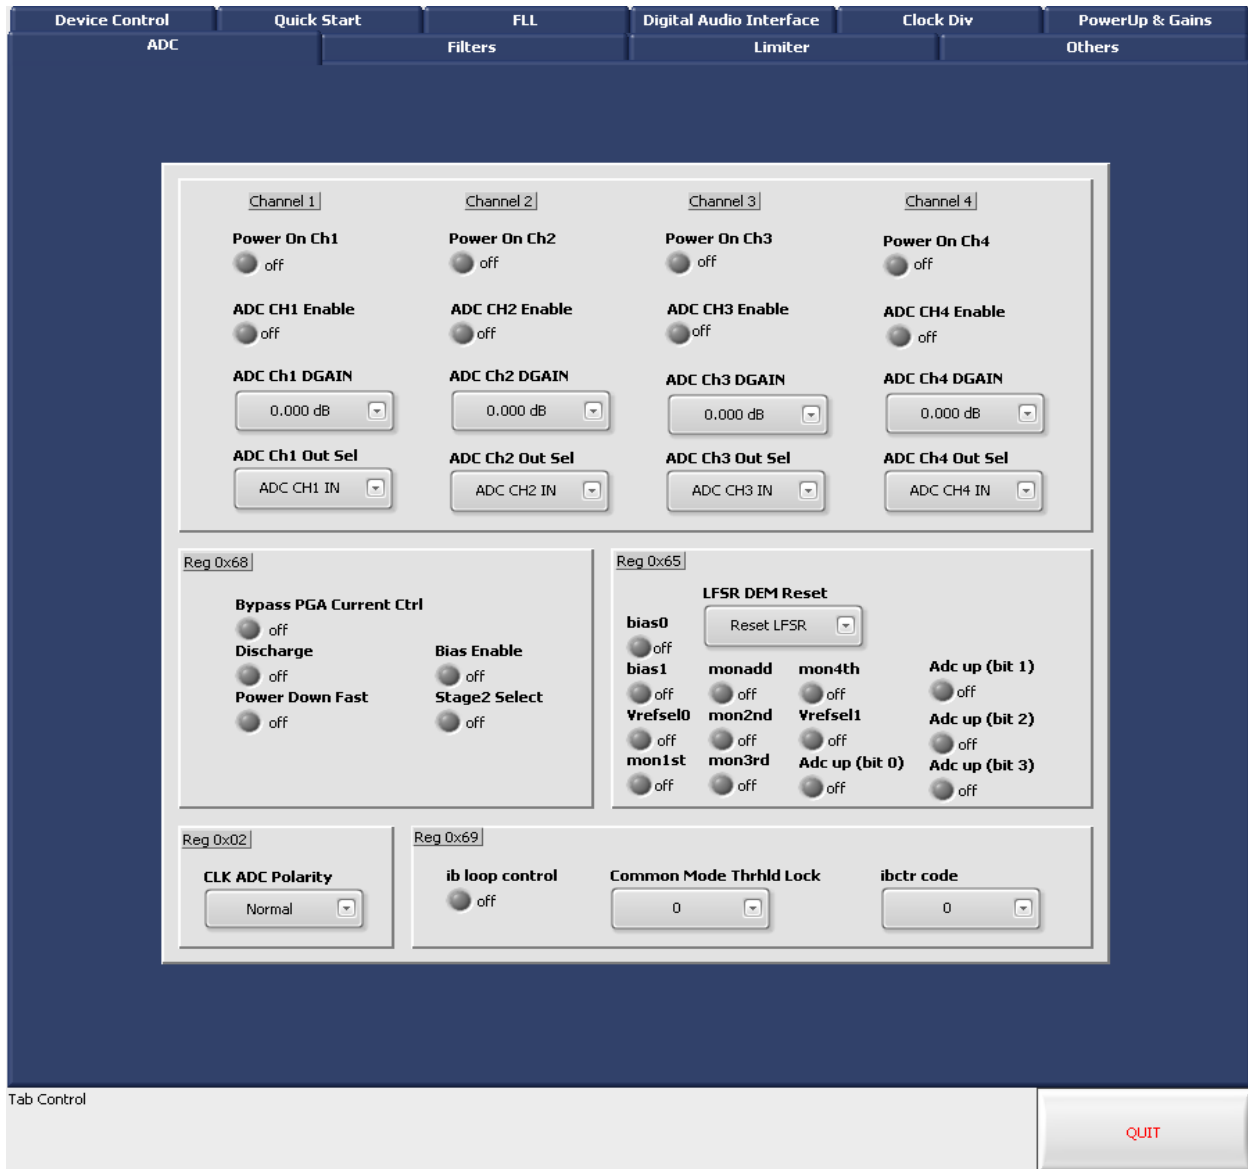 Device Control Quick Start FLL Digital Audio Interface Clock Div PowerUp & Gains
ADC Filters Limiter Others
Channel 1 Channel 2 Channel 3 Channel 4
Power On Ch1 Power On Ch2 Power On Ch3 Power On Ch4
off off off off
ADC CH1 Enable ADC CH2 Enable ADC CH3 Enable ADC CH4 Enable
off off off off
ADC Ch1 DGAIN ADC Ch2 DGAIN ADC Ch3 DGAIN ADC Ch4 DGAIN
0.000 dB 0.000 dB 0.000 dB 0.000 dB
ADC Ch1 Out Sel ADC Ch2 Out Sel ADC Ch3 Out Sel ADC Ch4 Out Sel
ADC CH1 IN ADC CH2 IN ADC CH3 IN ADC CH4 IN
Reg 0x68
Bypass PGA Current Ctrl
off
Discharge Bias Enable
off off
Power Down Fast Stage2 Select
off off
Reg 0x65
LFSR DEM Reset
bias0 Reset LFSR
off
bias1 monadd mon4th Adc up (bit 1)
off off off off
Vrefsel0 mon2nd Vrefsel1 Adc up (bit 2)
off off off off
mon1st mon3rd Adc up (bit 0) Adc up (bit 3)
off off off off
Reg 0x02
CLK ADC Polarity
Normal
Reg 0x69
ib loop control Common Mode Thrhld Lock ibctr code
off 0 0
Tab Control
QUIT